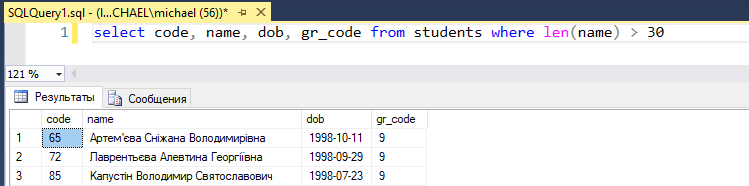 SQLQuery1.sql - (l...CHAEL\michael (56))*
1 select code, name, dob, gr_code from students where len(name) > 30
121 %
Результаты Сообщения
code name dob gr_code
1 65 Артем'єва Сніжана Володимирівна 1998-10-11 9
2 72 Лаврентьєва Алевтина Георгіївна 1998-09-29 9
3 85 Капустін Володимир Святославович 1998-07-23 9